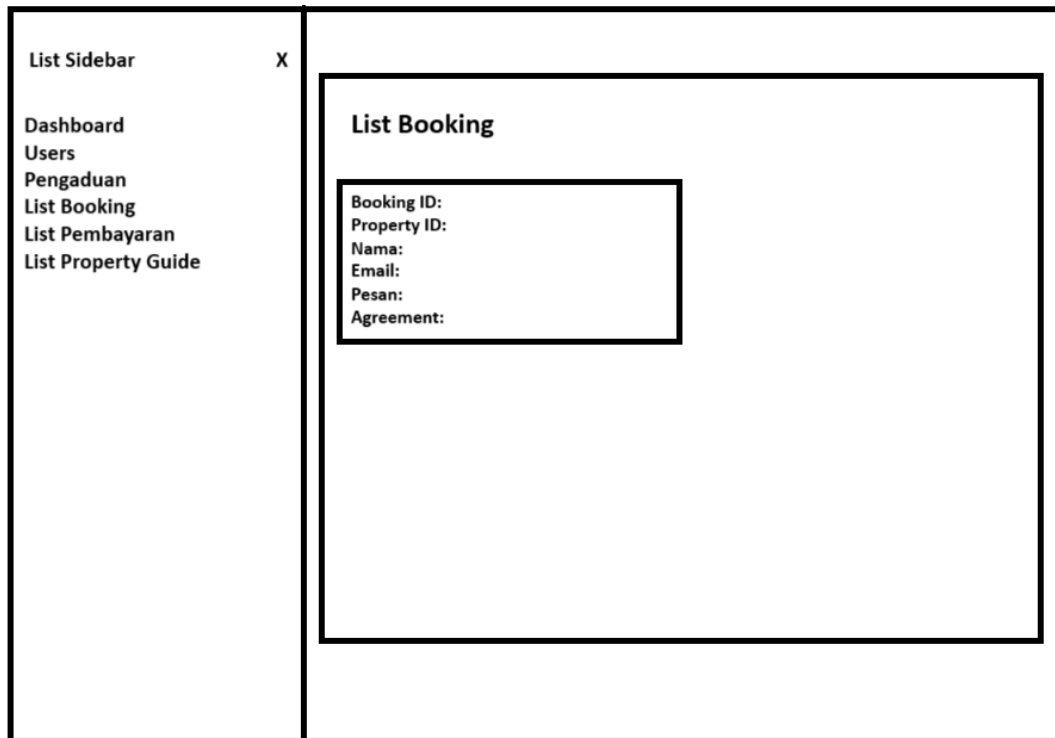 List Sidebar X
Dashboard
Users
Pengaduan
List Booking
List Pembayaran
List Property Guide
List Booking
Booking ID:
Property ID:
Nama:
Email:
Pesan:
Agreement: